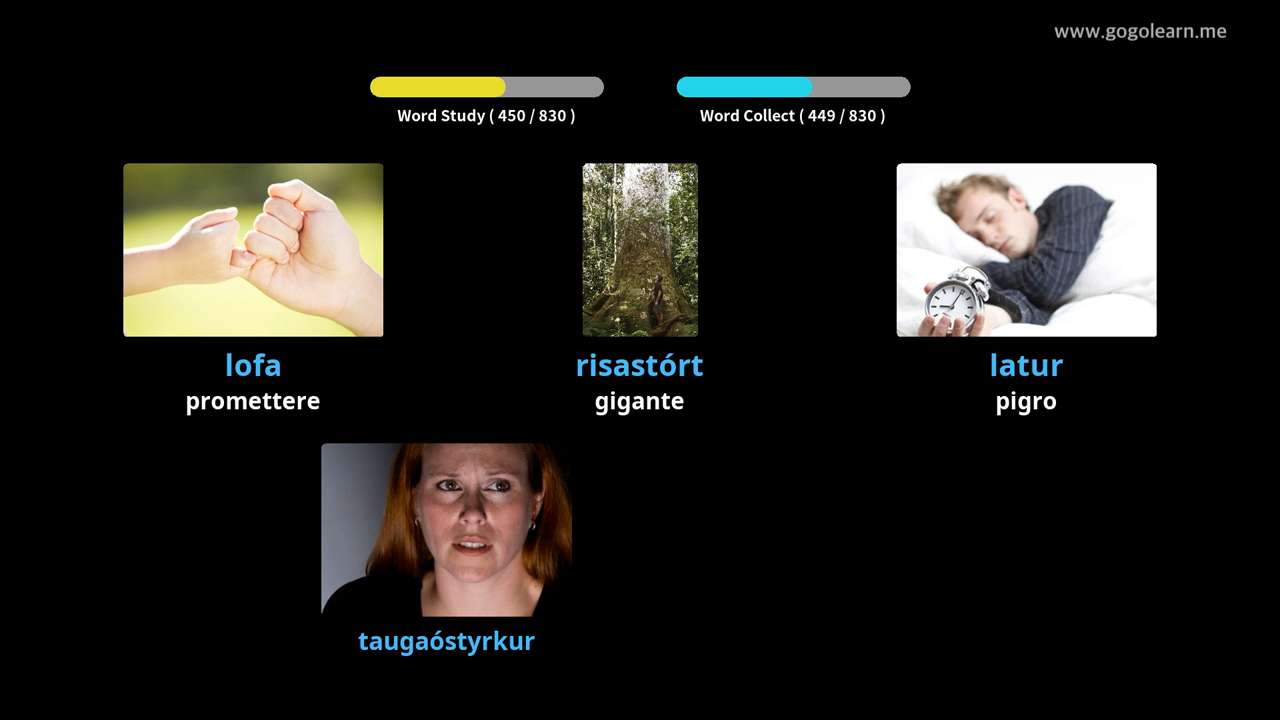 www.gogolearn.me
Word Study ( 450 / 830 )
Word Collect ( 449 / 830 )
lofa
promettere
risastórt
gigante
latur
pigro
taugaóstyrkur